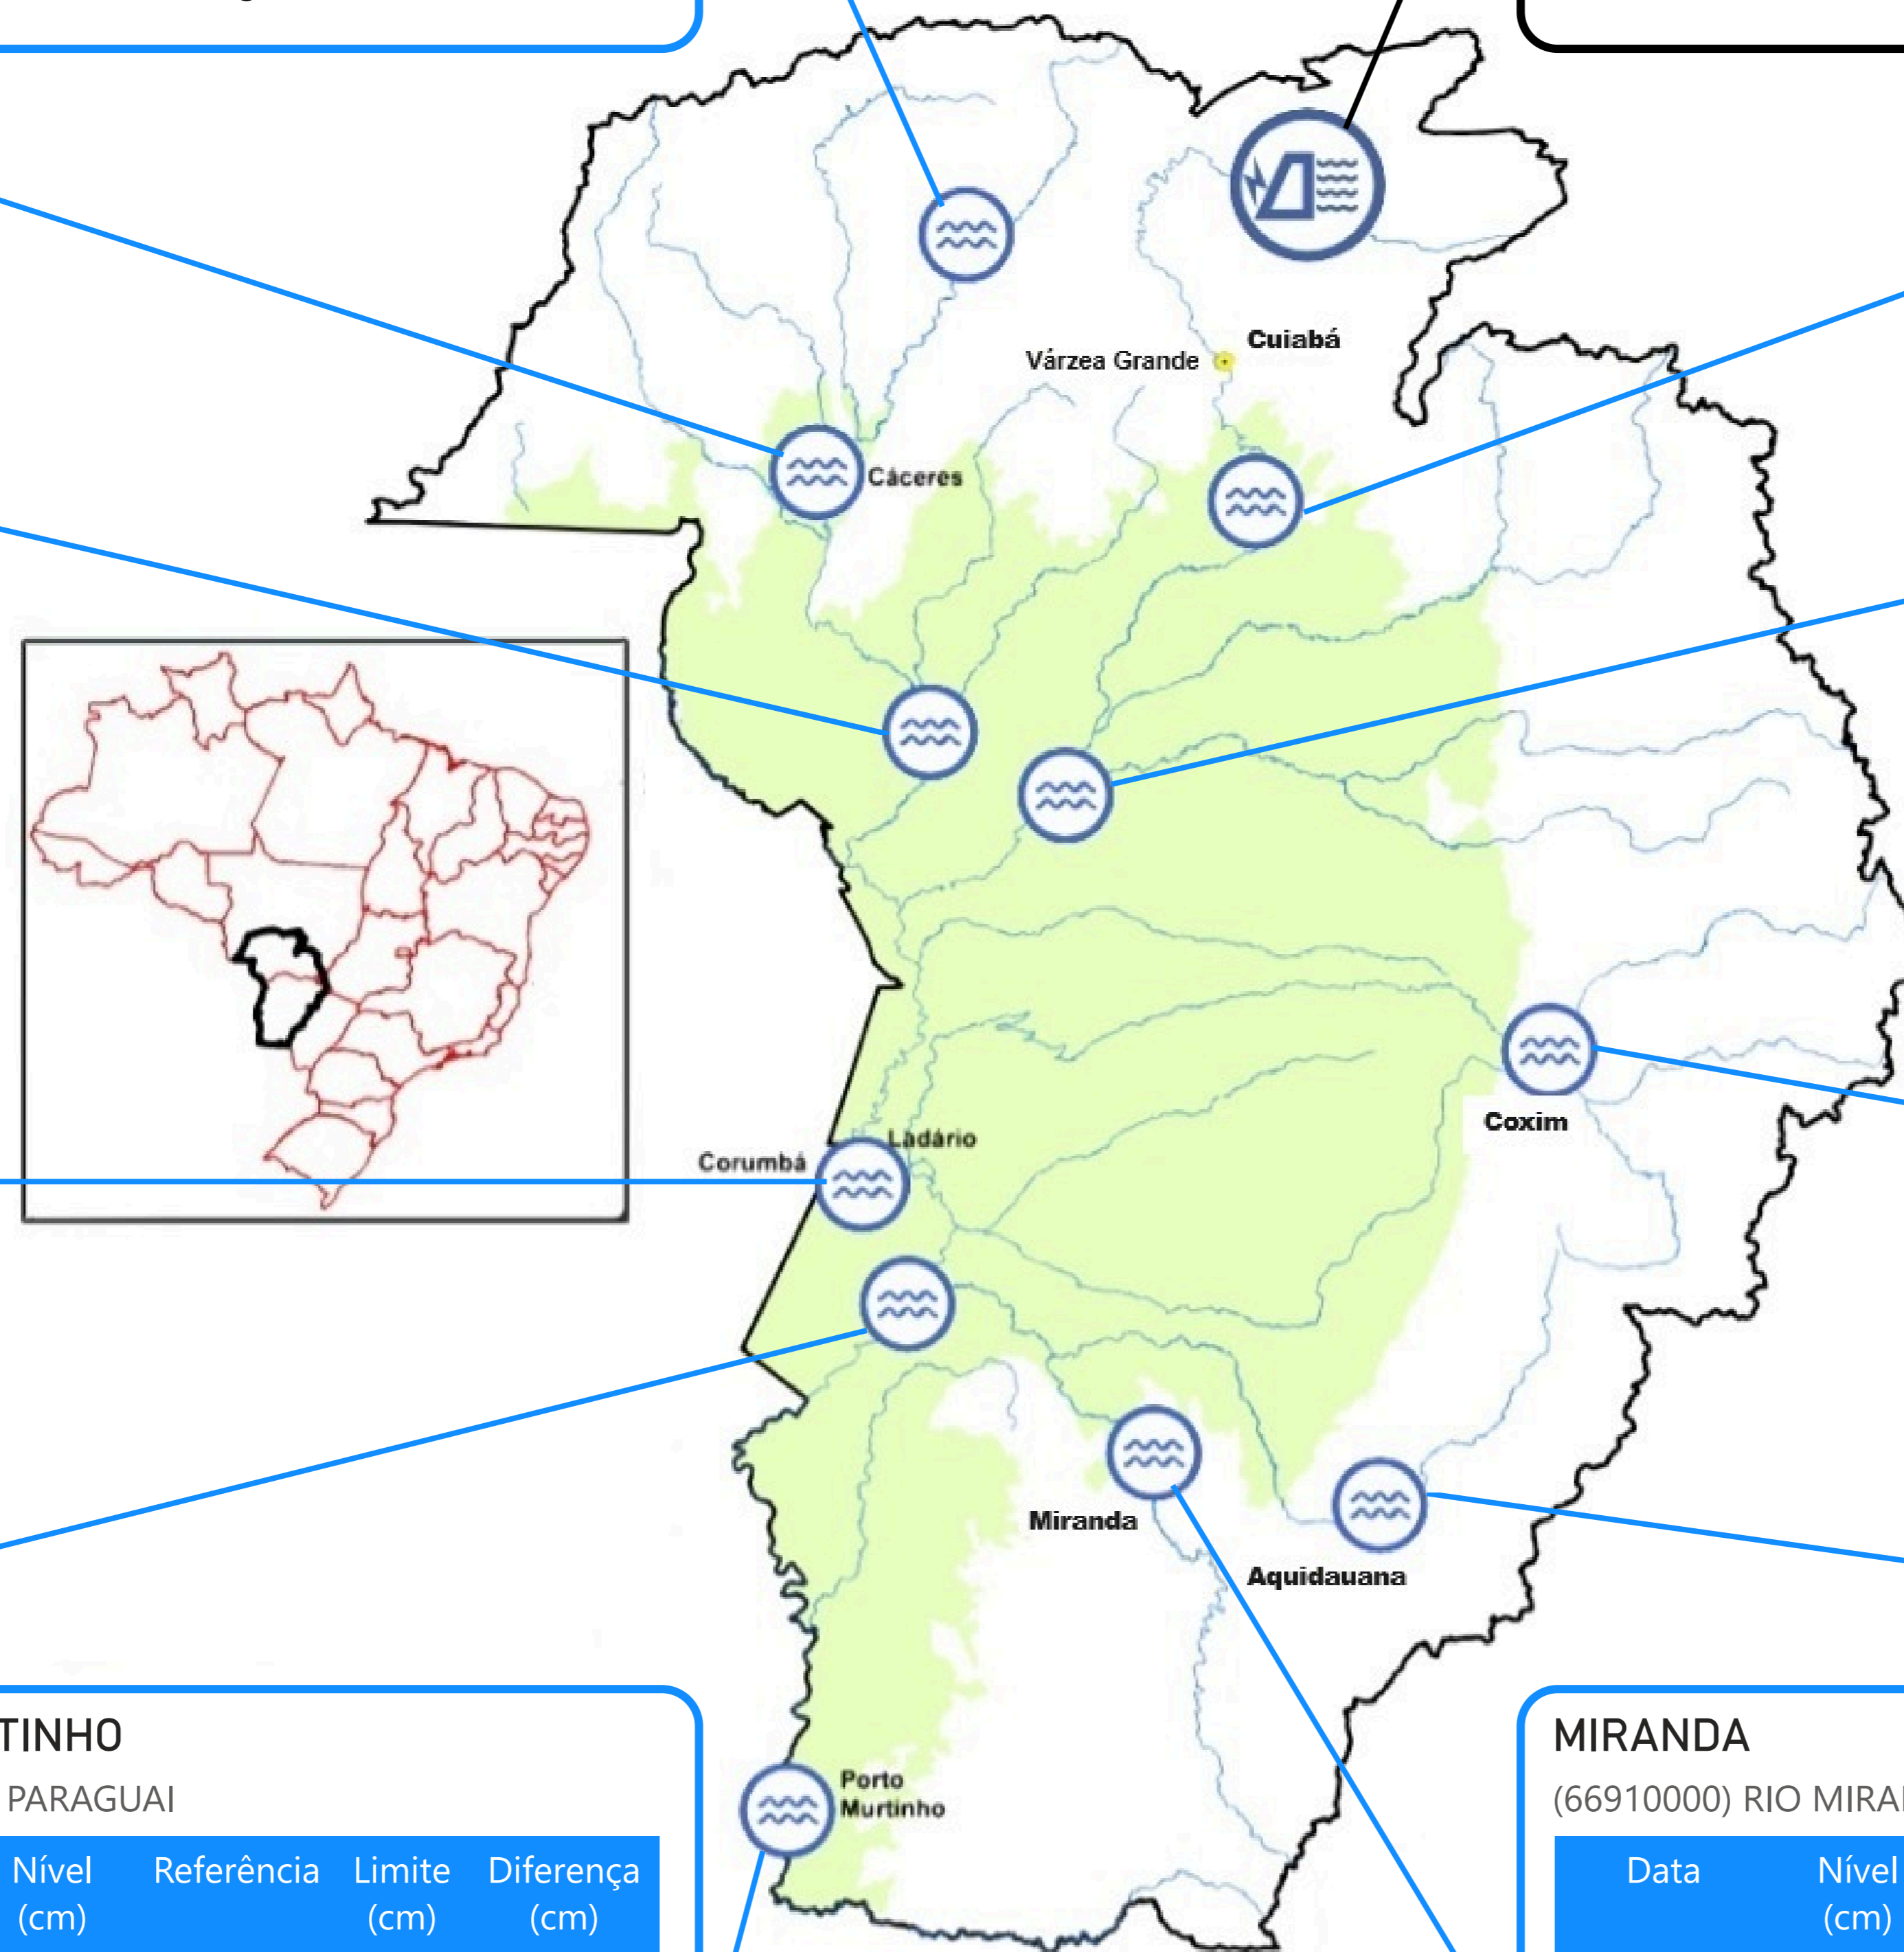 Cuiabá
Várzea Grande
Cáceres
Coxim
Ladário
Corumbá
Miranda
Aquidauana
Porto
Murtinho
TINHO
PARAGUAI
Nível
(cm)
Referência
Limite
(cm)
Diferença
(cm)
MIRANDA
(66910000) RIO MIRA
Data
Nível
(cm)